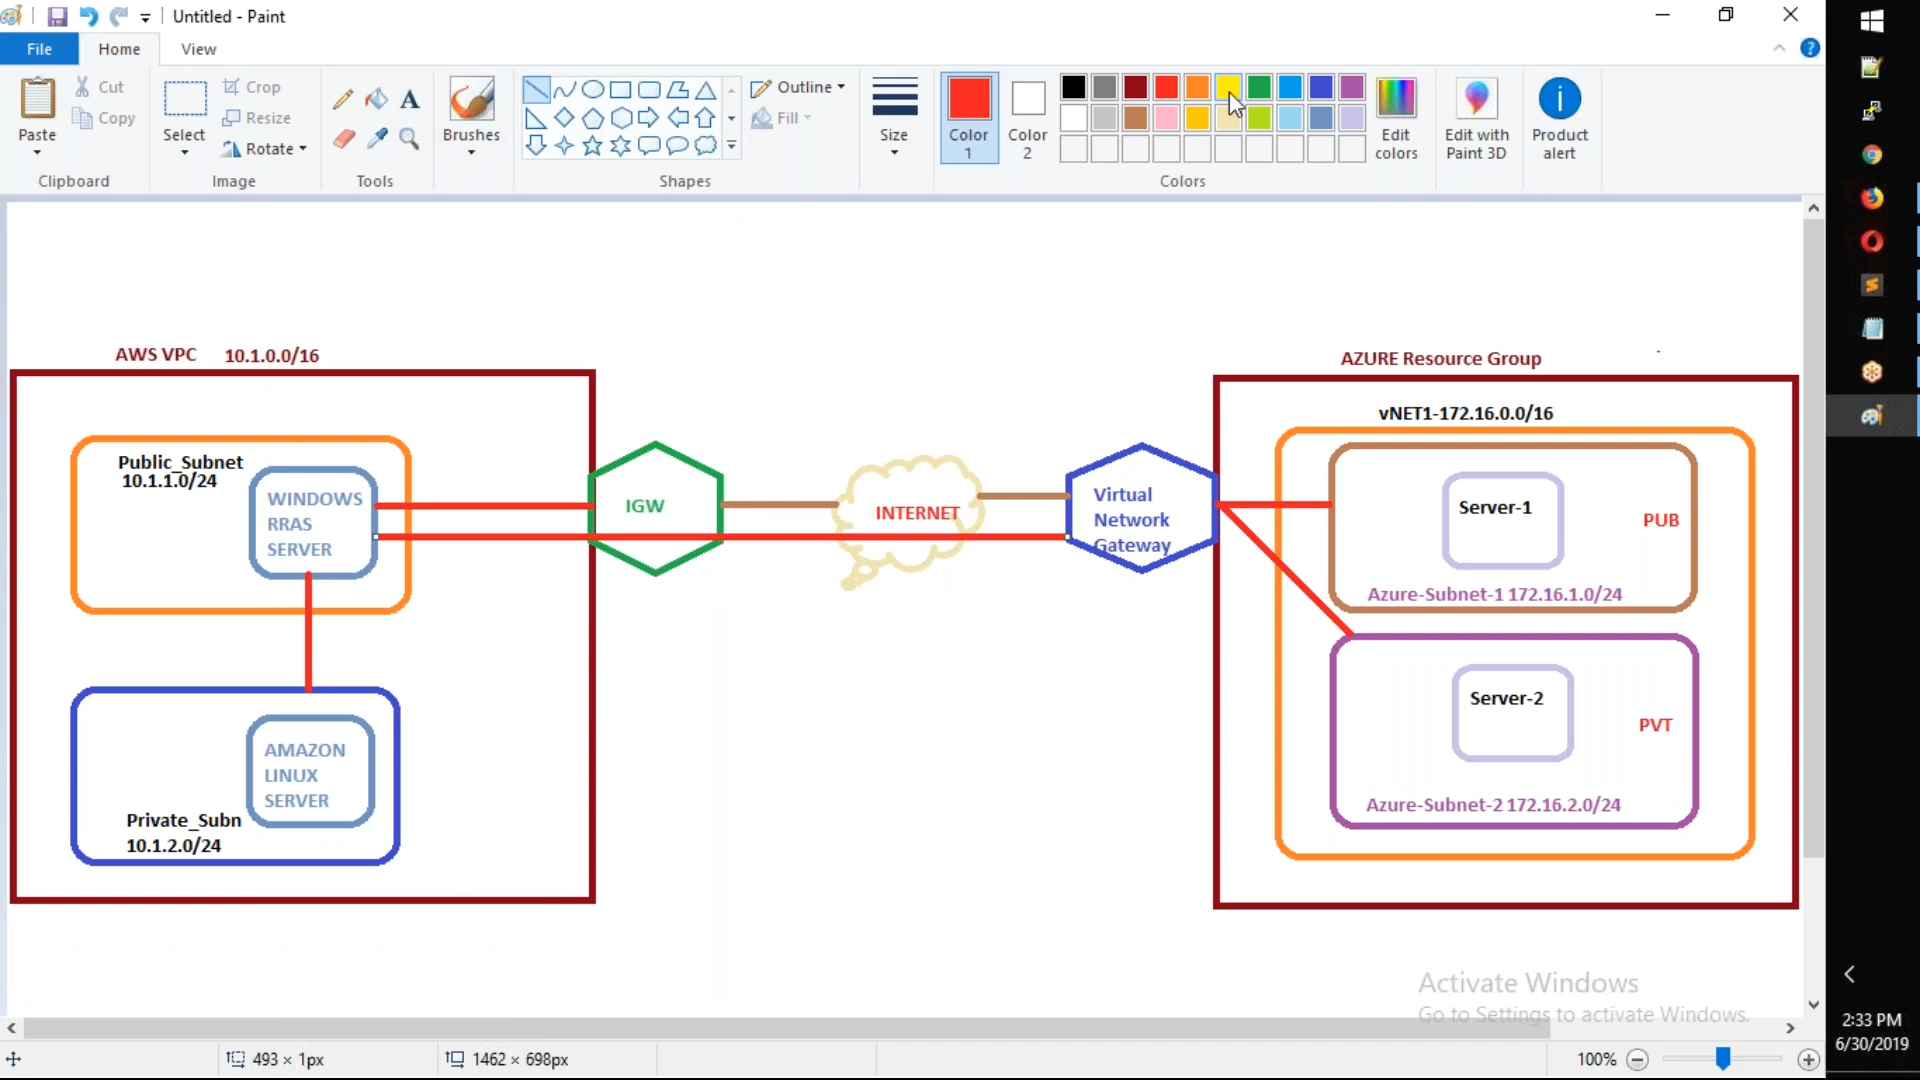 Untitled - Paint
File
Home
View
Paste
Cut
Copy
Clipboard
Select
Crop
Resize
Rotate
Image
Tools
Brushes
Shapes
Outline
Fill
Size
Color
1
Color
2
Edit
colors
Colors
Edit with
Paint 3D
Product
alert
AWS VPC 10.1.0.0/16
Public_Subnet
10.1.1.0/24
WINDOWS
RRAS
SERVER
AMAZON
LINUX
SERVER
Private_Subn
10.1.2.0/24
IGW
INTERNET
Virtual
Network
Gateway
AZURE Resource Group
vNET1-172.16.0.0/16
Server-1
PUB
Azure-Subnet-1 172.16.1.0/24
Server-2
PVT
Azure-Subnet-2 172.16.2.0/24
Activate Windows
Go to Settings to activate Windows.
493 × 1px
1462 × 698px
100%
2:33 PM
6/30/2019